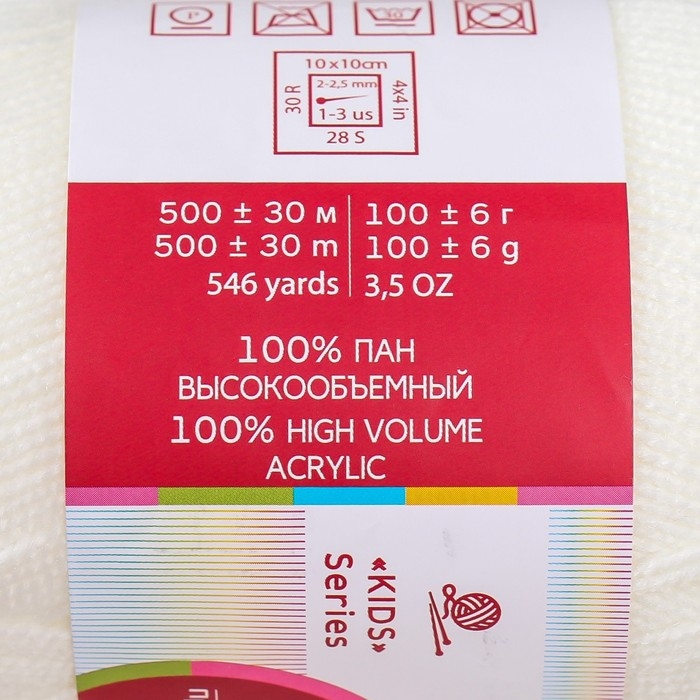 P
30
10x10cm
30 R
2-2,5 mm
4x4 in
1-3 us
28 S
500 ± 30 м 100 ± 6 г
500 ± 30 m 100 ± 6 g
546 yards 3,5 OZ
100% ПАН
ВЫСОКООБЪЕМНЫЙ
100% HIGH VOLUME
ACRYLIC
«KIDS»
Series